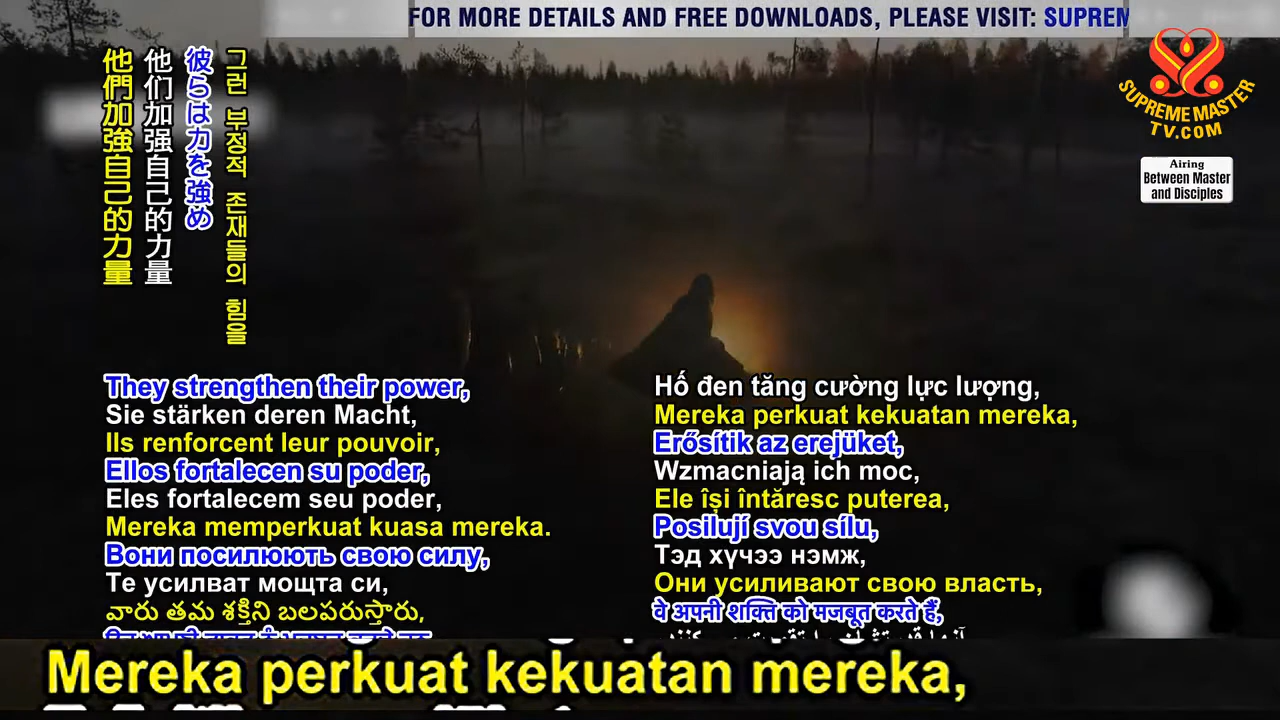 FOR MORE DETAILS AND FREE DOWNLOADS, PLEASE VISIT: SUPREM
SUPREME MASTER
TV.COM
Airing
Between Master
and Disciples
그런 부정적 존재들의 힘을
彼らは力を強め
他们加强自己的力量
他們加強自己的力量
They strengthen their power,
Sie stärken deren Macht,
Ils renforcent leur pouvoir,
Ellos fortalecen su poder,
Eles fortalecem seu poder,
Mereka memperkuat kuasa mereka.
Вони посилюють свою силу,
Те усилват мощта си,
వారు తమ శక్తిని బలపరుస్తారు,
Hố đen tăng cường lực lượng,
Mereka perkuat kekuatan mereka,
Erősítik az erejüket,
Wzmacniają ich moc,
Ele își întăresc puterea,
Posilují svou sílu,
Тэд хүчээ нэмж,
Они усиливают свою власть,
वे अपनी शक्ति को मजबूत करते हैं,
Mereka perkuat kekuatan mereka,